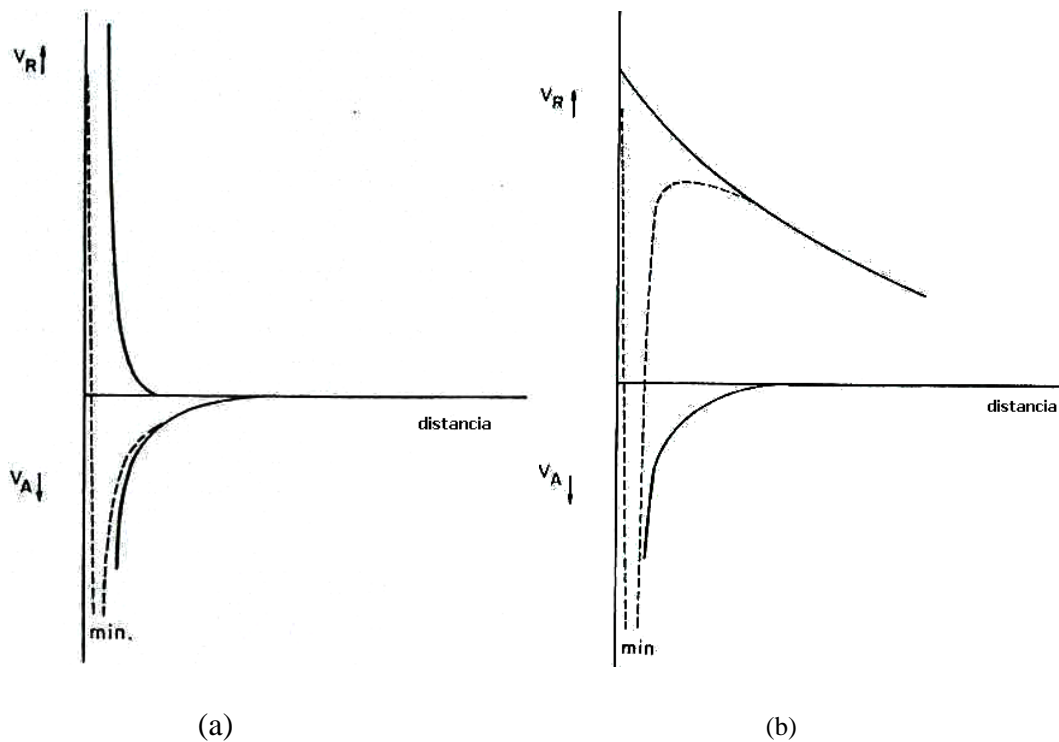 V_R↑
distancia
V_A↓
min.
(a)
V_R↑
distancia
V_A↓
min
(b)